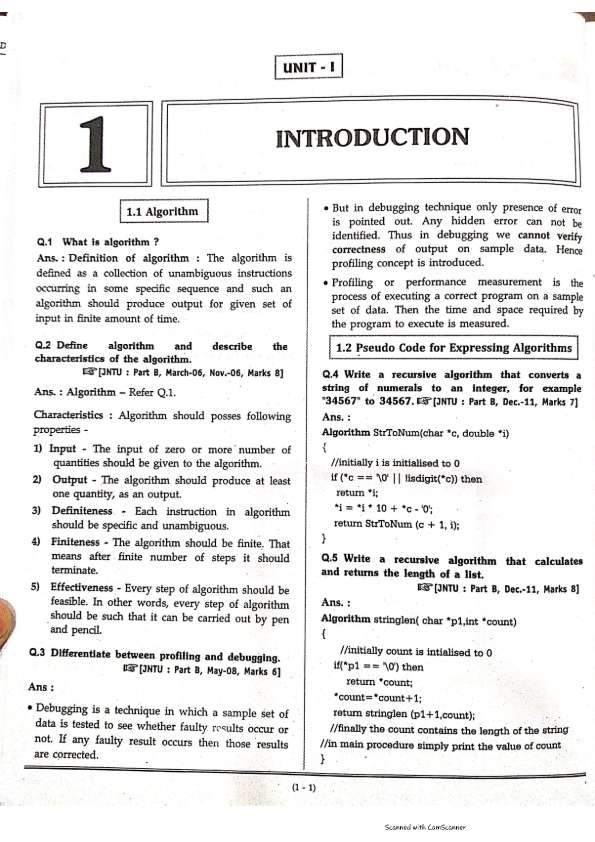 D
UNIT - I
1
INTRODUCTION
1.1 Algorithm
Q.1 What is algorithm ?
Ans. : Definition of algorithm : The algorithm is
defined as a collection of unambiguous instructions
occurring in some specific sequence and such an
algorithm should produce output for given set of
input in finite amount of time.
Q.2 Define algorithm and describe the
characteristics of the algorithm.
☞[JNTU : Part B, March-06, Nov.-06, Marks 8]
Ans. : Algorithm – Refer Q.1.
Characteristics : Algorithm should posses following
properties -
1) Input - The input of zero or more number of
quantities should be given to the algorithm.
2) Output - The algorithm should produce at least
one quantity, as an output.
3) Definiteness - Each instruction in algorithm
should be specific and unambiguous.
4) Finiteness - The algorithm should be finite. That
means after finite number of steps it should
terminate.
5) Effectiveness - Every step of algorithm should be
feasible. In other words, every step of algorithm
should be such that it can be carried out by pen
and pencil.
Q.3 Differentiate between profiling and debugging.
☞[JNTU : Part B, May-08, Marks 6]
Ans :
• Debugging is a technique in which a sample set of
data is tested to see whether faulty results occur or
not. If any faulty result occurs then those results
are corrected.
• But in debugging technique only presence of error
is pointed out. Any hidden error can not be
identified. Thus in debugging we cannot verify
correctness of output on sample data. Hence
profiling concept is introduced.
• Profiling or performance measurement is the
process of executing a correct program on a sample
set of data. Then the time and space required by
the program to execute is measured.
1.2 Pseudo Code for Expressing Algorithms
Q.4 Write a recursive algorithm that converts a
string of numerals to an integer, for example
"34567" to 34567. ☞[JNTU : Part B, Dec.-11, Marks 7]
Ans. :
Algorithm StrToNum(char *c, double *i)
{
//initially i is initialised to 0
if (*c == '\0' || !isdigit(*c)) then
return *i;
*i = *i * 10 + *c - '0';
return StrToNum (c + 1, i);
}
Q.5 Write a recursive algorithm that calculates
and returns the length of a list.
☞[JNTU : Part B, Dec.-11, Marks 8]
Ans. :
Algorithm stringlen( char *p1,int *count)
{
//initially count is intialised to 0
if(*p1 == '\0') then
return *count;
*count=*count+1;
return stringlen (p1+1,count);
//finally the count contains the length of the string
//in main procedure simply print the value of count
}
(1 - 1)
Scanned with CamScanner